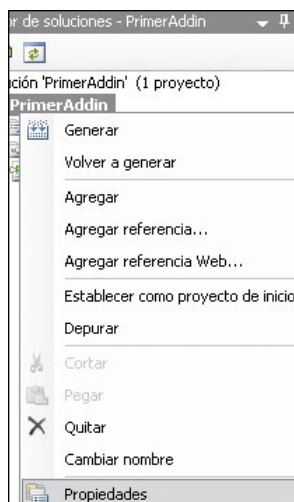 r de soluciones - PrimerAddin
ción 'PrimerAddin' (1 proyecto)
PrimerAddin
Generar
Volver a generar
Agregar
Agregar referencia...
Agregar referencia Web...
Establecer como proyecto de inicio
Depurar
Cortar
Pegar
Quitar
Cambiar nombre
Propiedades